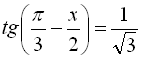 tg(π/3 − x/2) = 1/√3